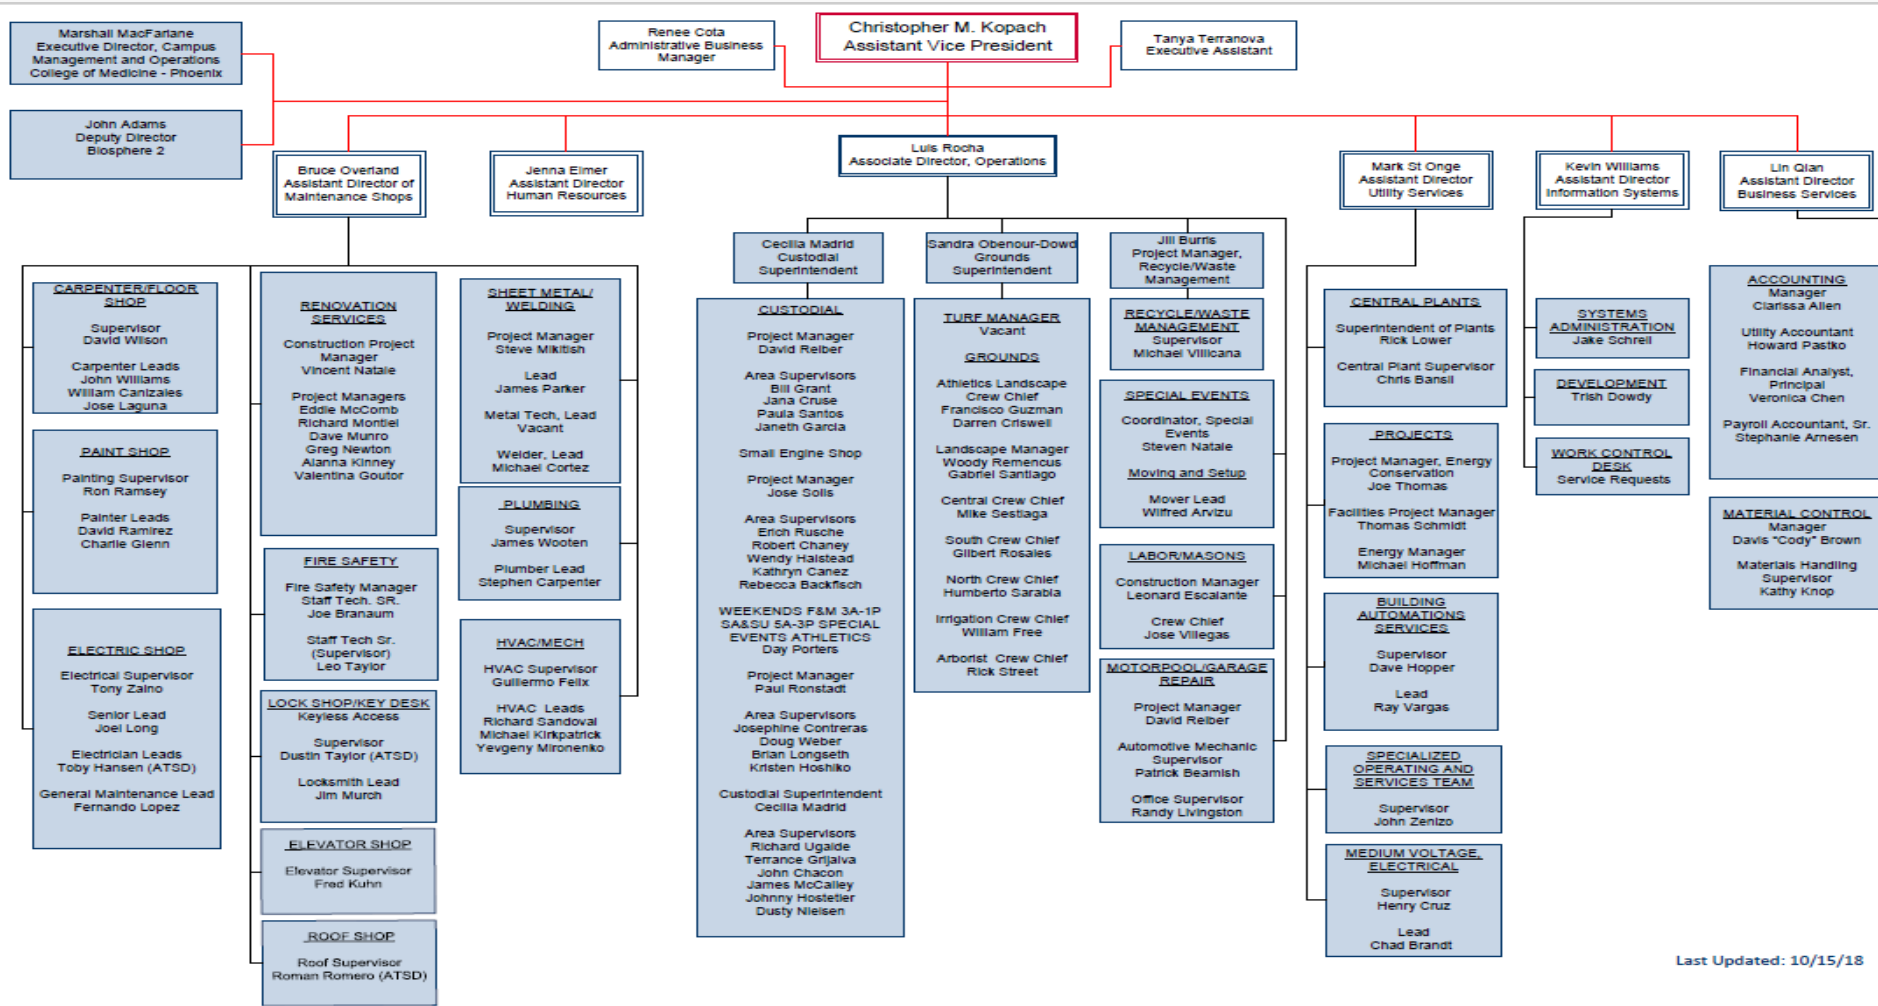 Marshall MacFarlane
Executive Director, Campus
Management and Operations
College of Medicine - Phoenix
John Adams
Deputy Director
Biosphere 2
Renee Cota
Administrative Business
Manager
Christopher M. Kopach
Assistant Vice President
Tanya Terranova
Executive Assistant
Bruce Overland
Assistant Director of
Maintenance Shops
Jenna Elmer
Assistant Director
Human Resources
Luis Rocha
Associate Director, Operations
Mark St Onge
Assistant Director
Utility Services
Kevin Williams
Assistant Director
Information Systems
Lin Qian
Assistant Director
Business Services
CARPENTER/FLOOR
SHOP
Supervisor
David Wilson
Carpenter Leads
John Williams
William Canizales
Jose Laguna
PAINT SHOP
Painting Supervisor
Ron Ramsey
Painter Leads
David Ramirez
Charlie Glenn
ELECTRIC SHOP
Electrical Supervisor
Tony Zaino
Senior Lead
Joel Long
Electrician Leads
Toby Hansen (ATSD)
General Maintenance Lead
Fernando Lopez
RENOVATION
SERVICES
Construction Project
Manager
Vincent Natale
Project Managers
Eddie McComb
Richard Montiel
Dave Munro
Greg Newton
Alanna Kinney
Valentina Goutor
FIRE SAFETY
Fire Safety Manager
Staff Tech. SR.
Joe Branaum
Staff Tech Sr.
(Supervisor)
Leo Taylor
LOCK SHOP/KEY DESK
Keyless Access
Supervisor
Dustin Taylor (ATSD)
Locksmith Lead
Jim Murch
ELEVATOR SHOP
Elevator Supervisor
Fred Kuhn
ROOF SHOP
Roof Supervisor
Roman Romero (ATSD)
SHEET METAL/
WELDING
Project Manager
Steve Mikitish
Lead
James Parker
Metal Tech, Lead
Vacant
Welder, Lead
Michael Cortez
PLUMBING
Supervisor
James Wooten
Plumber Lead
Stephen Carpenter
HVAC/MECH
HVAC Supervisor
Guillermo Felix
HVAC Leads
Richard Sandoval
Michael Kirkpatrick
Yevgeny Mironenko
Cecilia Madrid
Custodial
Superintendent
CUSTODIAL
Project Manager
David Reiber
Area Supervisors
Bill Grant
Jana Cruse
Paula Santos
Janeth Garcia
Small Engine Shop
Project Manager
Jose Solis
Area Supervisors
Erich Rusche
Robert Chaney
Wendy Halstead
Kathryn Canez
Rebecca Backfisch
WEEKENDS F&M 3A-1P
SA&SU 5A-3P SPECIAL
EVENTS ATHLETICS
Day Porters
Project Manager
Paul Ronstadt
Area Supervisors
Josephine Contreras
Doug Weber
Brian Longseth
Kristen Hoshiko
Custodial Superintendent
Cecilia Madrid
Area Supervisors
Richard Ugalde
Terrance Grijalva
John Chacon
James McCalley
Johnny Hostetler
Dusty Nielsen
Sandra Obenour-Dowd
Grounds
Superintendent
TURF MANAGER
Vacant
GROUNDS
Athletics Landscape
Crew Chief
Francisco Guzman
Darren Criswell
Landscape Manager
Woody Remencus
Gabriel Santiago
Central Crew Chief
Mike Sestiaga
South Crew Chief
Gilbert Rosales
North Crew Chief
Humberto Sarabia
Irrigation Crew Chief
William Free
Arborist Crew Chief
Rick Street
Jill Burris
Project Manager,
Recycle/Waste
Management
RECYCLE/WASTE
MANAGEMENT
Supervisor
Michael Villicana
SPECIAL EVENTS
Coordinator, Special
Events
Steven Natale
Moving and Setup
Mover Lead
Wilfred Arvizu
LABOR/MASONS
Construction Manager
Leonard Escalante
Crew Chief
Jose Villegas
MOTORPOOL/GARAGE
REPAIR
Project Manager
David Reiber
Automotive Mechanic
Supervisor
Patrick Beamish
Office Supervisor
Randy Livingston
CENTRAL PLANTS
Superintendent of Plants
Rick Lower
Central Plant Supervisor
Chris Bansil
PROJECTS
Project Manager, Energy
Conservation
Joe Thomas
Facilities Project Manager
Thomas Schmidt
Energy Manager
Michael Hoffman
BUILDING
AUTOMATIONS
SERVICES
Supervisor
Dave Hopper
Lead
Ray Vargas
SPECIALIZED
OPERATING AND
SERVICES TEAM
Supervisor
John Zenizo
MEDIUM VOLTAGE,
ELECTRICAL
Supervisor
Henry Cruz
Lead
Chad Brandt
SYSTEMS
ADMINISTRATION
Jake Schrell
DEVELOPMENT
Trish Dowdy
WORK CONTROL
DESK
Service Requests
ACCOUNTING
Manager
Clarissa Allen
Utility Accountant
Howard Pastko
Financial Analyst,
Principal
Veronica Chen
Payroll Accountant, Sr.
Stephanie Arnesen
MATERIAL CONTROL
Manager
Davis "Cody" Brown
Materials Handling
Supervisor
Kathy Knop
Last Updated: 10/15/18